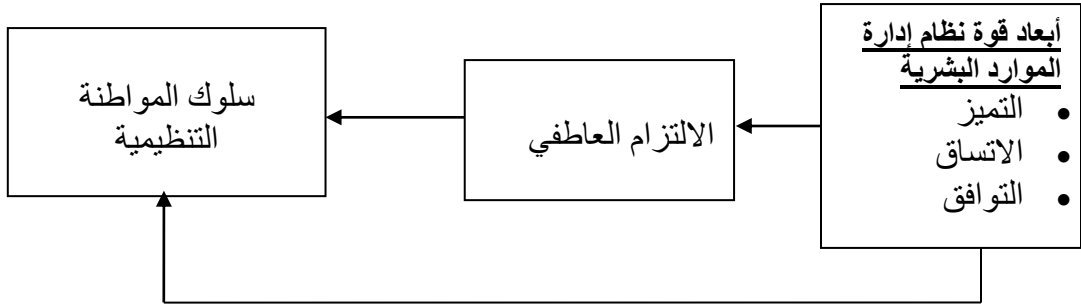 أبعاد قوة نظام إدارة
الموارد البشرية
• التميز
• الاتساق
• التوافق
الالتزام العاطفي
سلوك المواطنة
التنظيمية